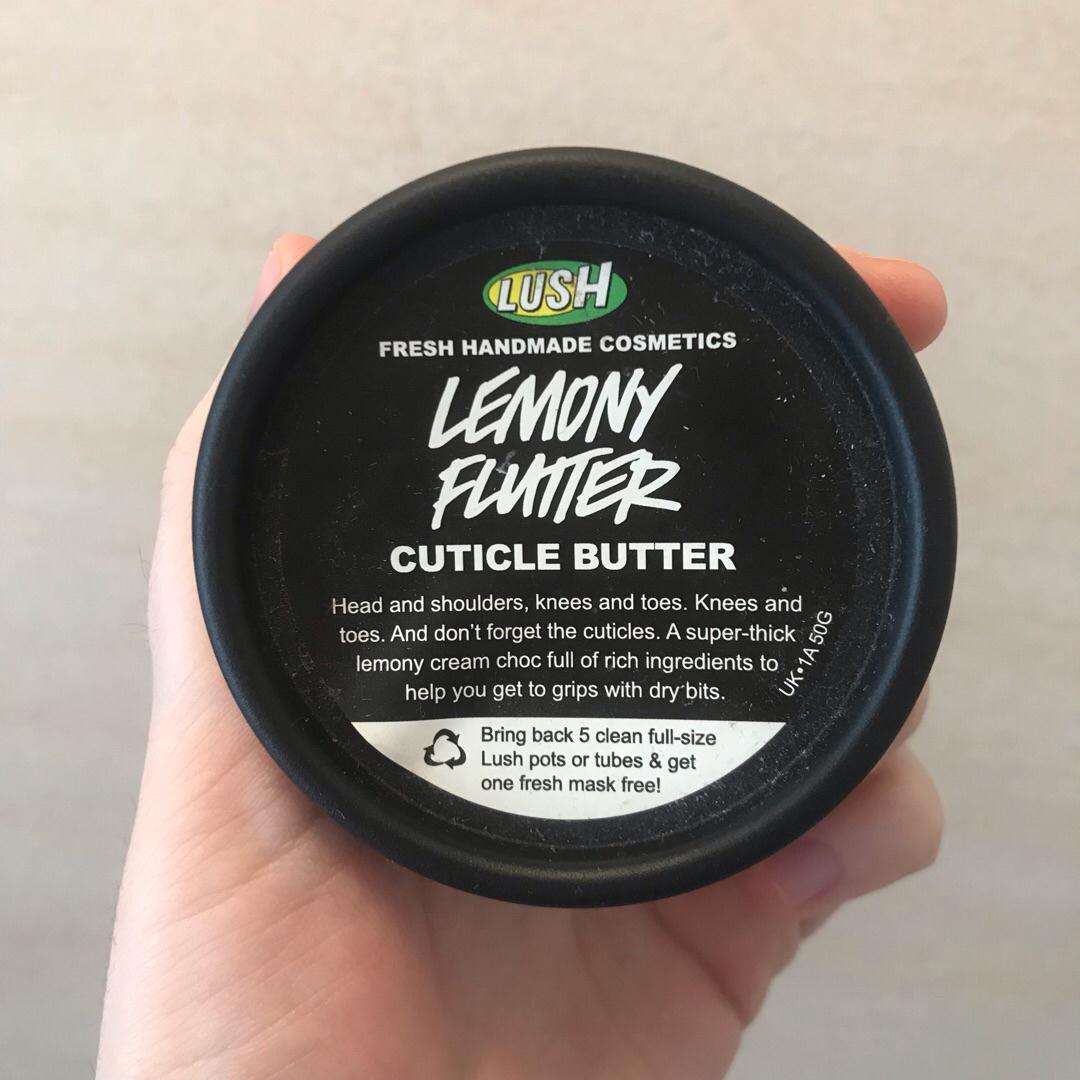 LUSH
FRESH HANDMADE COSMETICS
LEMONY
FLUTTER
CUTICLE BUTTER
Head and shoulders, knees and toes. Knees and
toes. And don't forget the cuticles. A super-thick
lemony cream choc full of rich ingredients to
help you get to grips with dry bits.
UK•1A 50G
Bring back 5 clean full-size
Lush pots or tubes & get
one fresh mask free!